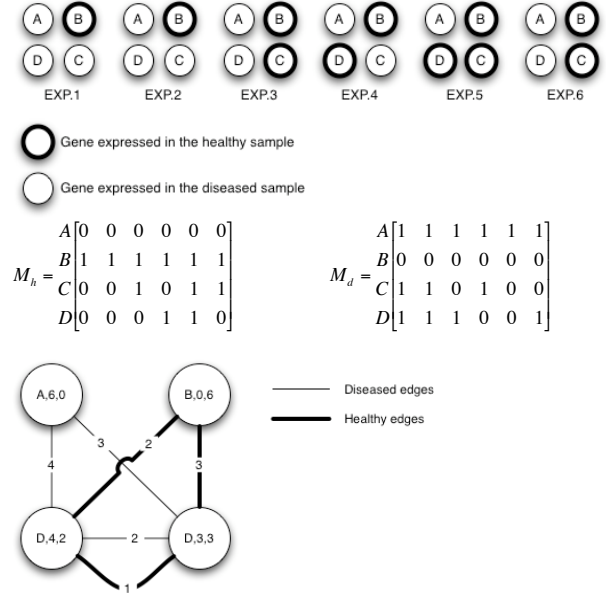 A B A B A B A B A B A B
D C D C D C D C D C D C
EXP.1 EXP.2 EXP.3 EXP.4 EXP.5 EXP.6
Gene expressed in the healthy sample
Gene expressed in the diseased sample
A 0 0 0 0 0 0 A 1 1 1 1 1 1
B 1 1 1 1 1 1 B 0 0 0 0 0 0
M_h = M_d =
C 0 0 1 0 1 1 C 1 1 0 1 0 0
D 0 0 0 1 1 0 D 1 1 1 0 0 1
A,6,0 B,0,6
Diseased edges
Healthy edges
3 2
4 3
D,4,2 2 D,3,3
1